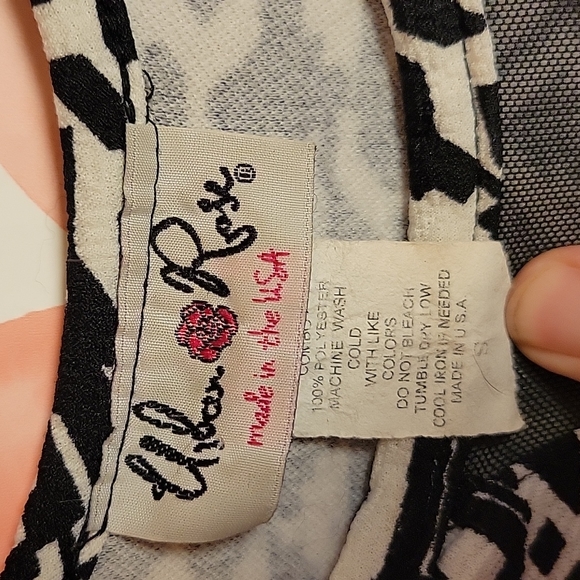 Urban Rose®
made in the USA
100% POLYESTER
MACHINE WASH
COLD
WITH LIKE
COLORS
DO NOT BLEACH
TUMBLE DRY LOW
COOL IRON IS NEEDED
MADE IN U.S.A
S